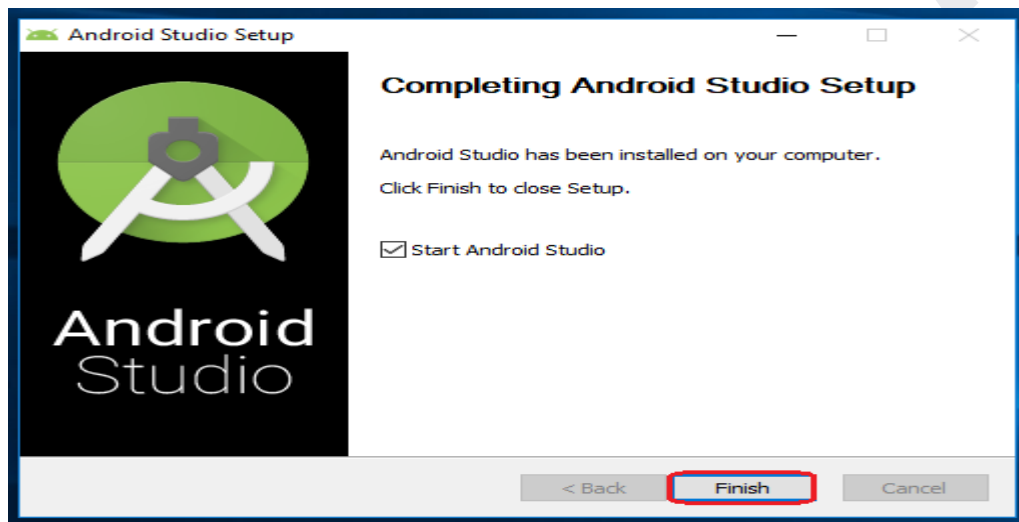 Android Studio Setup
Completing Android Studio Setup
Android Studio has been installed on your computer.
Click Finish to close Setup.
Start Android Studio
Android
Studio
< Back
Finish
Cancel